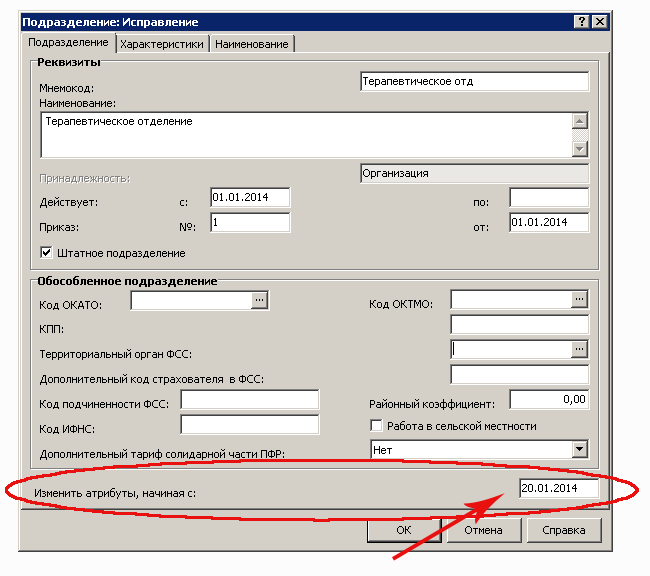 Подразделение: Исправление
Подразделение Характеристики Наименование
Реквизиты
Мнемокод: Терапевтическое отд
Наименование:
Терапевтическое отделение
Принадлежность: Организация
Действует: с: 01.01.2014 по:
Приказ: №: 1 от: 01.01.2014
Штатное подразделение
Обособленное подразделение
Код ОКАТО: ... Код ОКТМО: ...
КПП:
Территориальный орган ФСС: ...
Дополнительный код страхователя в ФСС:
Код подчиненности ФСС: Районный коэффициент: 0,00
Код ИФНС: Работа в сельской местности
Дополнительный тариф солидарной части ПФР: Нет
Изменить атрибуты, начиная с: 20.01.2014
ОК Отмена Справка